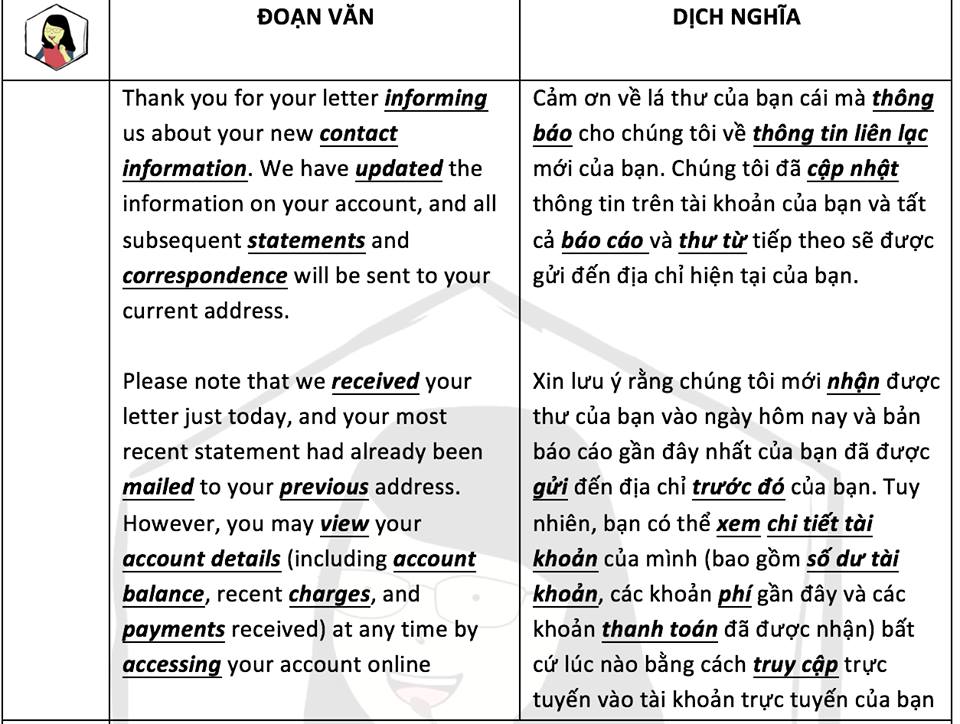 ĐOẠN VĂN
DỊCH NGHĨA
Thank you for your letter informing
us about your new contact
information. We have updated the
information on your account, and all
subsequent statements and
correspondence will be sent to your
current address.
Please note that we received your
letter just today, and your most
recent statement had already been
mailed to your previous address.
However, you may view your
account details (including account
balance, recent charges, and
payments received) at any time by
accessing your account online
Cảm ơn về lá thư của bạn cái mà thông
báo cho chúng tôi về thông tin liên lạc
mới của bạn. Chúng tôi đã cập nhật
thông tin trên tài khoản của bạn và tất
cả báo cáo và thư từ tiếp theo sẽ được
gửi đến địa chỉ hiện tại của bạn.
Xin lưu ý rằng chúng tôi mới nhận được
thư của bạn vào ngày hôm nay và bản
báo cáo gần đây nhất của bạn đã được
gửi đến địa chỉ trước đó của bạn. Tuy
nhiên, bạn có thể xem chi tiết tài
khoản của mình (bao gồm số dư tài
khoản, các khoản phí gần đây và các
khoản thanh toán đã được nhận) bất
cứ lúc nào bằng cách truy cập trực
tuyến vào tài khoản trực tuyến của bạn